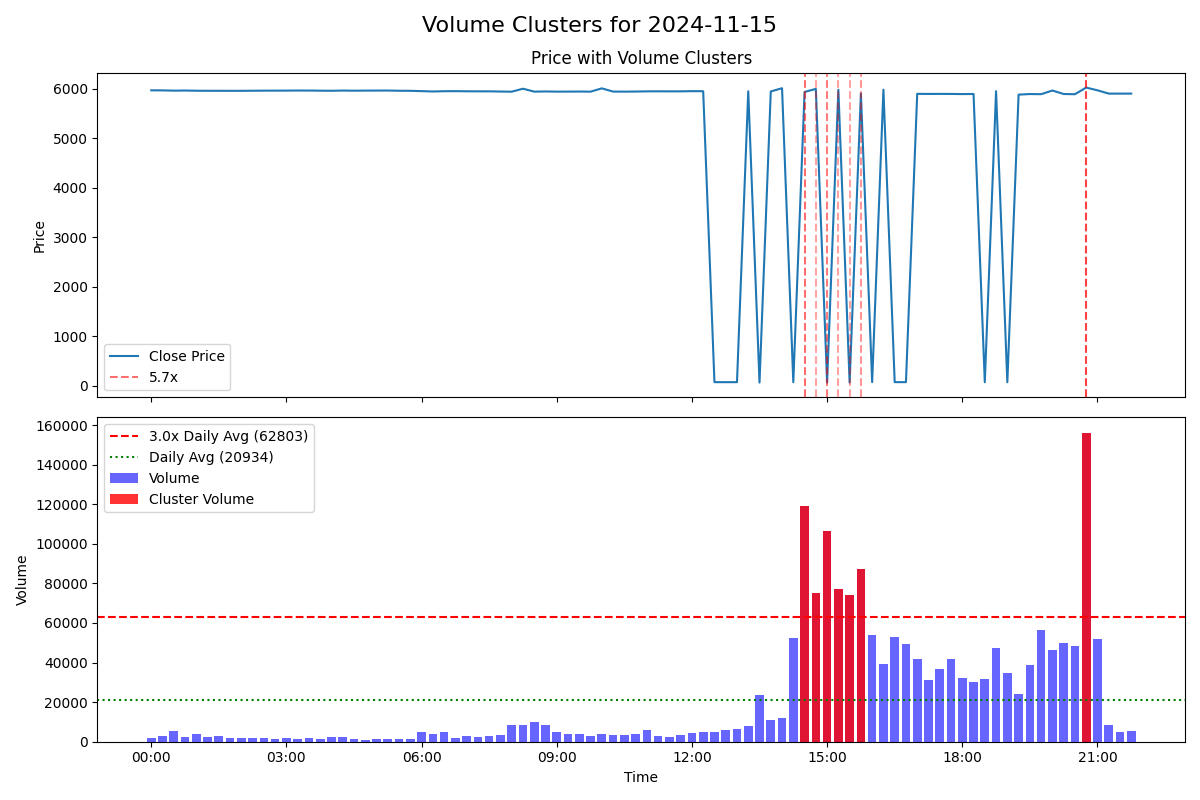 Volume Clusters for 2024-11-15
Price with Volume Clusters
6000
5000
4000
3000
2000
1000
0
Price
Close Price
5.7x
160000
140000
120000
100000
80000
60000
40000
20000
0
Volume
3.0x Daily Avg (62803)
Daily Avg (20934)
Volume
Cluster Volume
00:00 03:00 06:00 09:00 12:00 15:00 18:00 21:00
Time